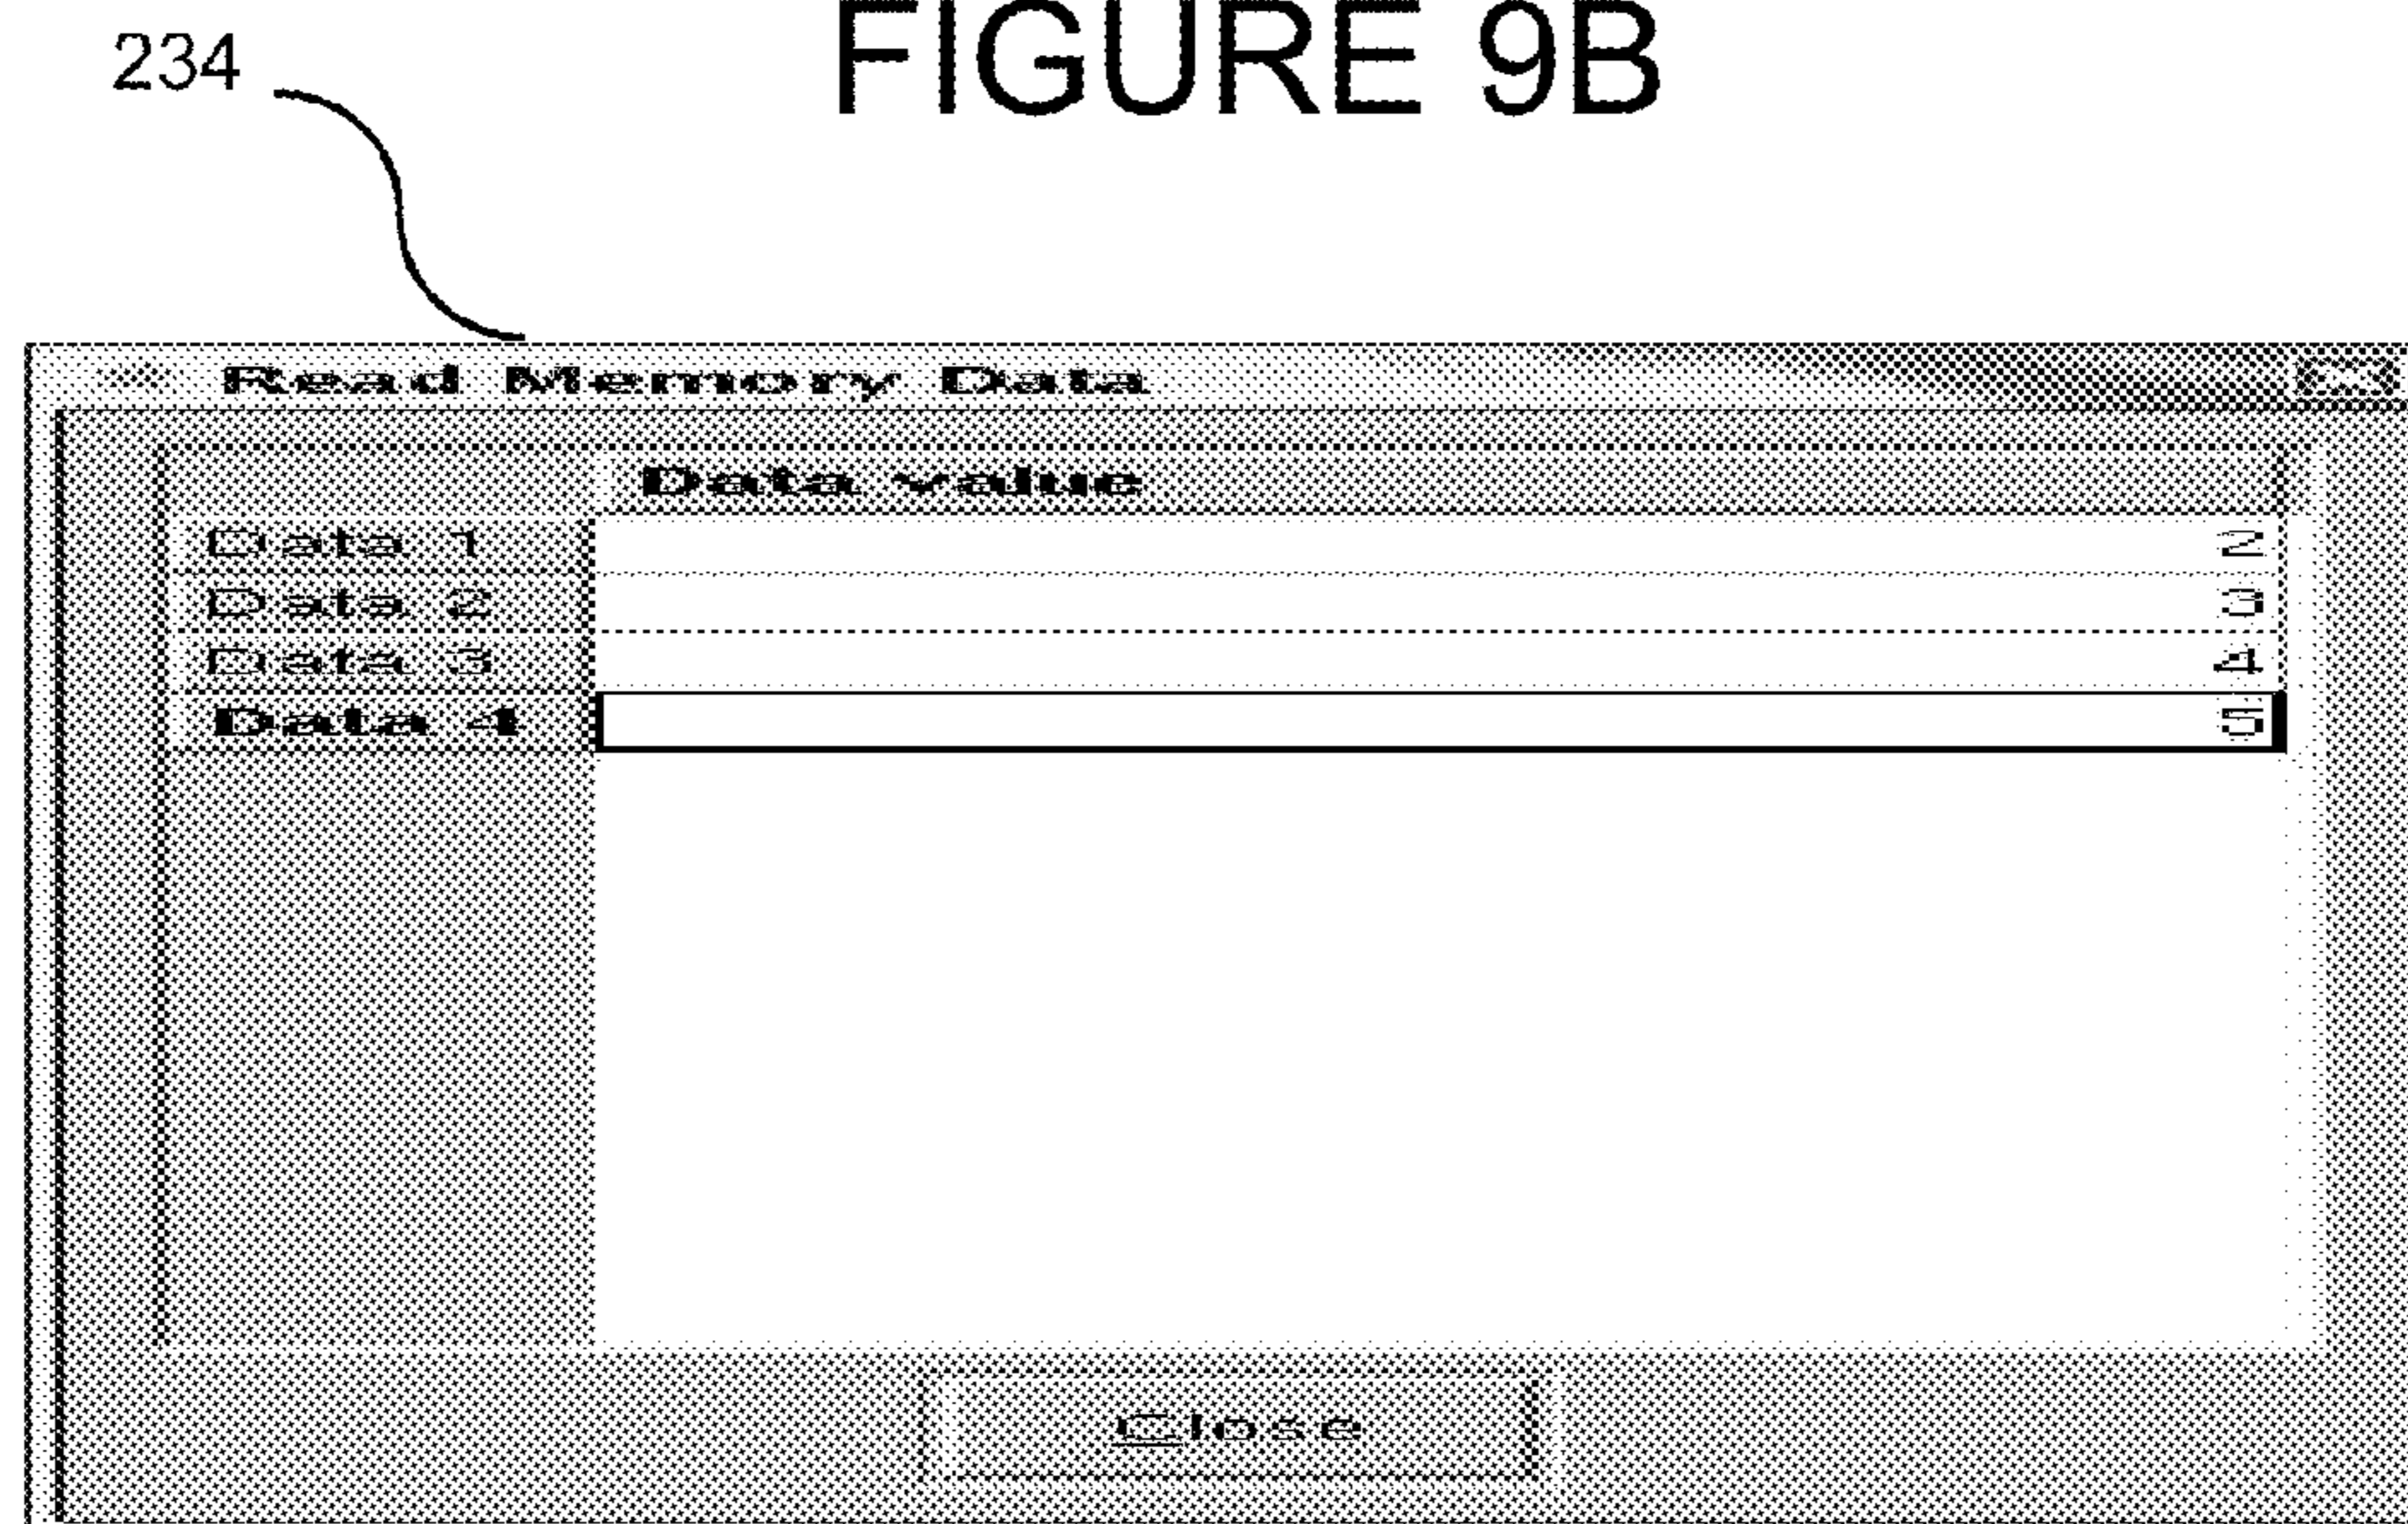 FIGURE 9B
234
Read Memory Data
Data value
Data 1 2
Data 2 3
Data 3 4
Data 4 5
Close